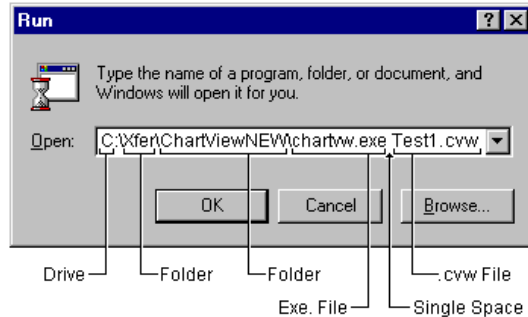 Run
Type the name of a program, folder, or document, and
Windows will open it for you.
Open: C:\Xfer\ChartViewNEW\chartvw.exe Test1.cvw
OK Cancel Browse...
Drive Folder Folder .cvw File
Exe. File Single Space